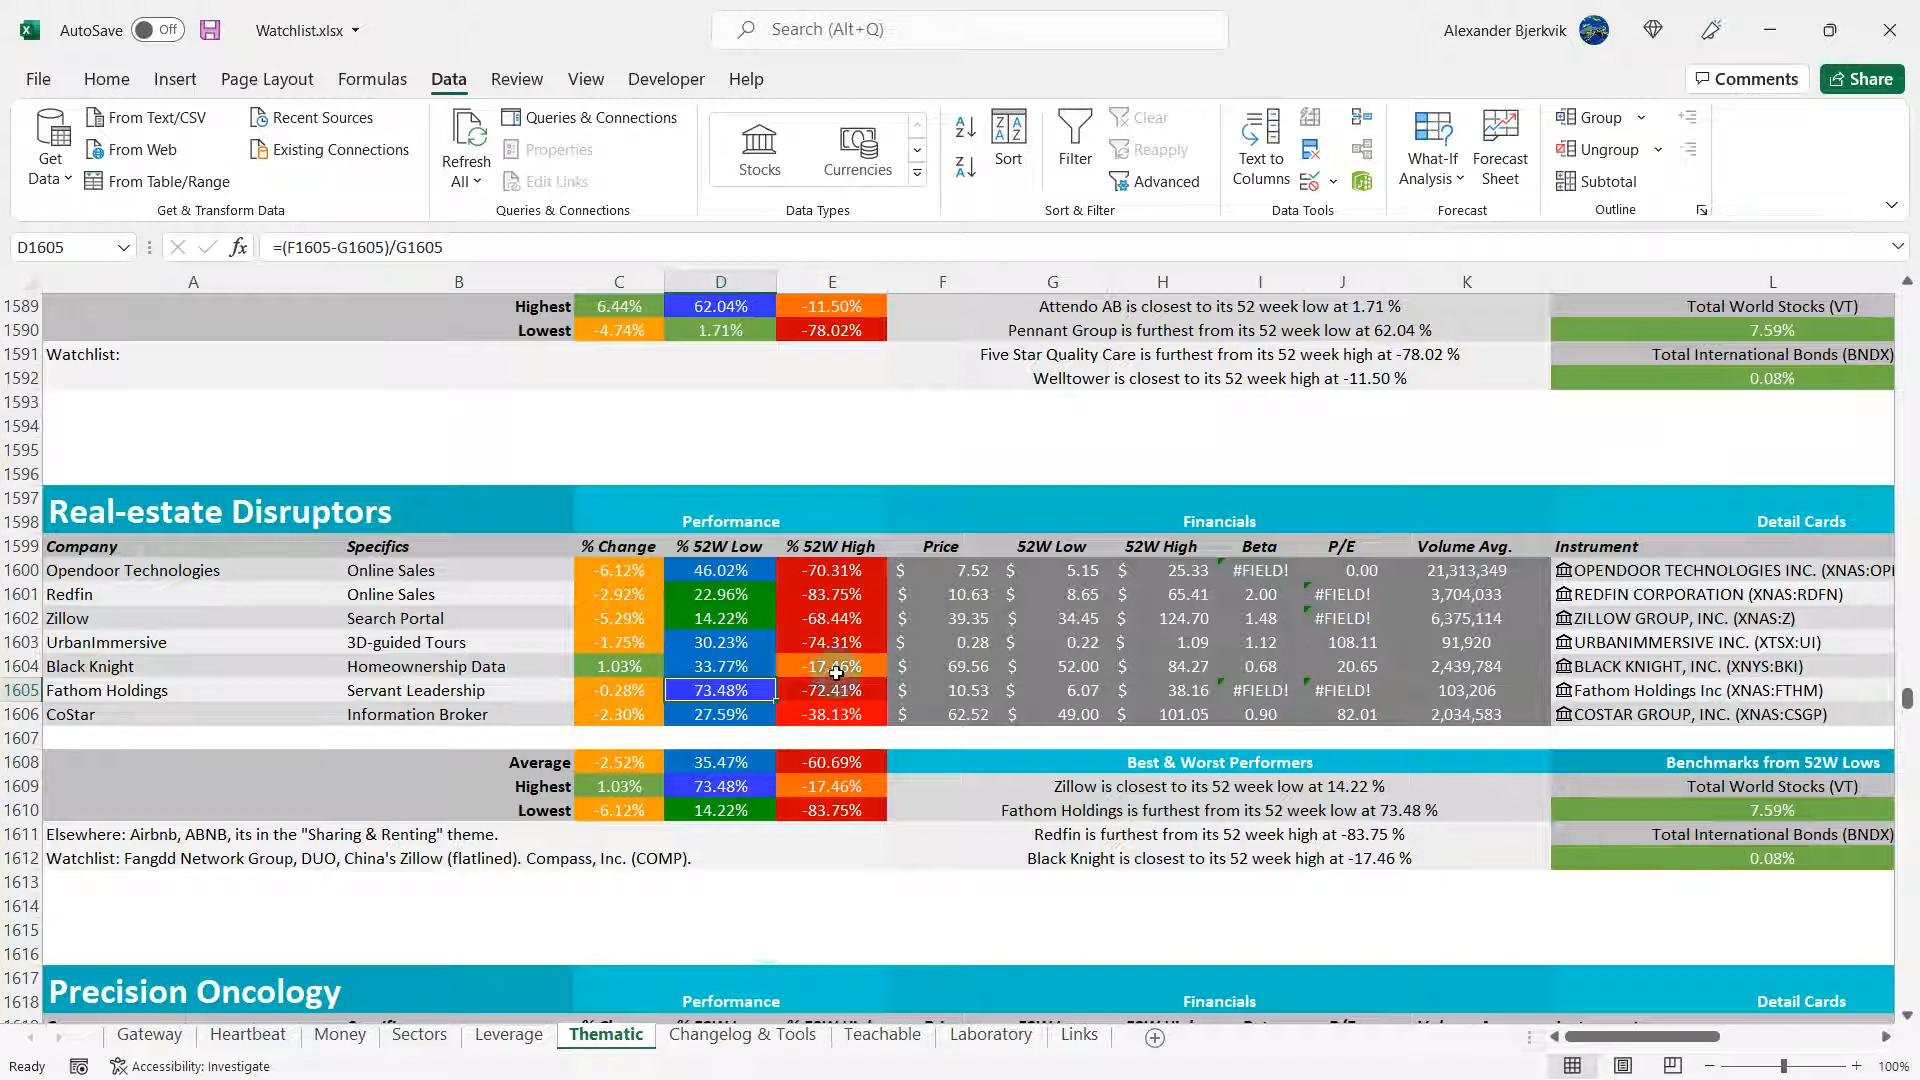 AutoSave Off Watchlist.xlsx Search (Alt+Q) Alexander Bjerkvik
File Home Insert Page Layout Formulas Data Review View Developer Help Comments Share
Get Data From Text/CSV From Web From Table/Range Recent Sources Existing Connections
Refresh All Queries & Connections Properties Edit Links
Stocks Currencies
Sort Filter Clear Reapply Advanced
Text to Columns
What-If Analysis Forecast Sheet
Group Ungroup Subtotal
Get & Transform Data Queries & Connections Data Types Sort & Filter Data Tools Forecast Outline
D1605 fx =(F1605-G1605)/G1605
A B C D E F G H I J K L
1589 Highest 6.44% 62.04% -11.50% Attendo AB is closest to its 52 week low at 1.71 % Total World Stocks (VT)
1590 Lowest -4.74% 1.71% -78.02% Pennant Group is furthest from its 52 week low at 62.04 % 7.59%
1591 Watchlist: Five Star Quality Care is furthest from its 52 week high at -78.02 % Total International Bonds (BNDX)
1592 Welltower is closest to its 52 week high at -11.50 % 0.08%
1593
1594
1595
1596
1597
1598 Real-estate Disruptors Performance Financials Detail Cards
1599 Company Specifics % Change % 52W Low % 52W High Price 52W Low 52W High Beta P/E Volume Avg. Instrument
1600 Opendoor Technologies Online Sales -6.12% 46.02% -70.31% $ 7.52 $ 5.15 $ 25.33 #FIELD! 0.00 21,313,349 OPENDOOR TECHNOLOGIES INC. (XNAS:OPE
1601 Redfin Online Sales -2.92% 22.96% -83.75% $ 10.63 $ 8.65 $ 65.41 2.00 #FIELD! 3,704,033 REDFIN CORPORATION (XNAS:RDFN)
1602 Zillow Search Portal -5.29% 14.22% -68.44% $ 39.35 $ 34.45 $ 124.70 1.48 #FIELD! 6,375,114 ZILLOW GROUP, INC. (XNAS:Z)
1603 UrbanImmersive 3D-guided Tours -1.75% 30.23% -74.31% $ 0.28 $ 0.22 $ 1.09 1.12 108.11 91,920 URBANIMMERSIVE INC. (XTSX:UI)
1604 Black Knight Homeownership Data 1.03% 33.77% -17.46% $ 69.56 $ 52.00 $ 84.27 0.68 20.65 2,439,784 BLACK KNIGHT, INC. (XNYS:BKI)
1605 Fathom Holdings Servant Leadership -0.28% 73.48% -72.41% $ 10.53 $ 6.07 $ 38.16 #FIELD! #FIELD! 103,206 Fathom Holdings Inc (XNAS:FTHM)
1606 CoStar Information Broker -2.30% 27.59% -38.13% $ 62.52 $ 49.00 $ 101.05 0.90 82.01 2,034,583 COSTAR GROUP, INC. (XNAS:CSGP)
1607
1608 Average -2.52% 35.47% -60.69% Best & Worst Performers Benchmarks from 52W Lows
1609 Highest 1.03% 73.48% -17.46% Zillow is closest to its 52 week low at 14.22 % Total World Stocks (VT)
1610 Lowest -6.12% 14.22% -83.75% Fathom Holdings is furthest from its 52 week low at 73.48 % 7.59%
1611 Elsewhere: Airbnb, ABNB, its in the "Sharing & Renting" theme. Redfin is furthest from its 52 week high at -83.75 % Total International Bonds (BNDX)
1612 Watchlist: Fangdd Network Group, DUO, China's Zillow (flatlined). Compass, Inc. (COMP). Black Knight is closest to its 52 week high at -17.46 % 0.08%
1613
1614
1615
1616
1617
1618 Precision Oncology Performance Financials Detail Cards
Gateway Heartbeat Money Sectors Leverage Thematic Changelog & Tools Teachable Laboratory Links
Ready Accessibility: Investigate 100%